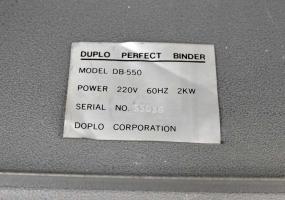 DUPLO PERFECT BINDER
MODEL DB-550
POWER 220V 60HZ 2KW
SERIAL NO.
DOPLO CORPORATION